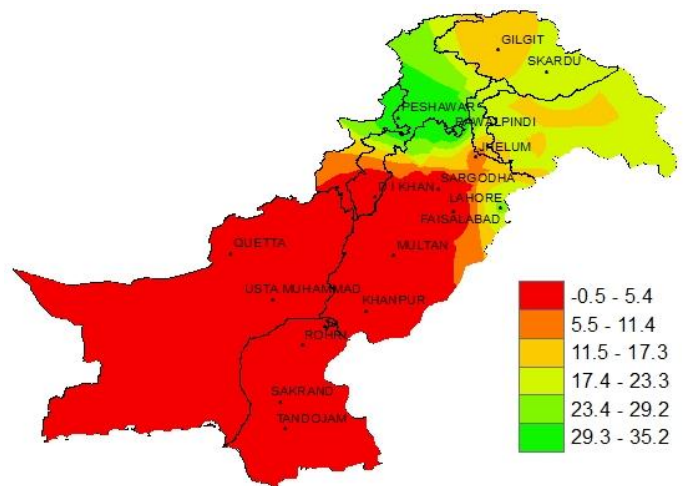 GILGIT
SKARDU
PESHAWAR
RAWALPINDI
JHELUM
SARGODHA
D I KHAN
LAHORE
FAISALABAD
QUETTA
MULTAN
USTA MUHAMMAD
KHANPUR
ROHRI
SAKRAND
TANDOJAM
-0.5 - 5.4
5.5 - 11.4
11.5 - 17.3
17.4 - 23.3
23.4 - 29.2
29.3 - 35.2